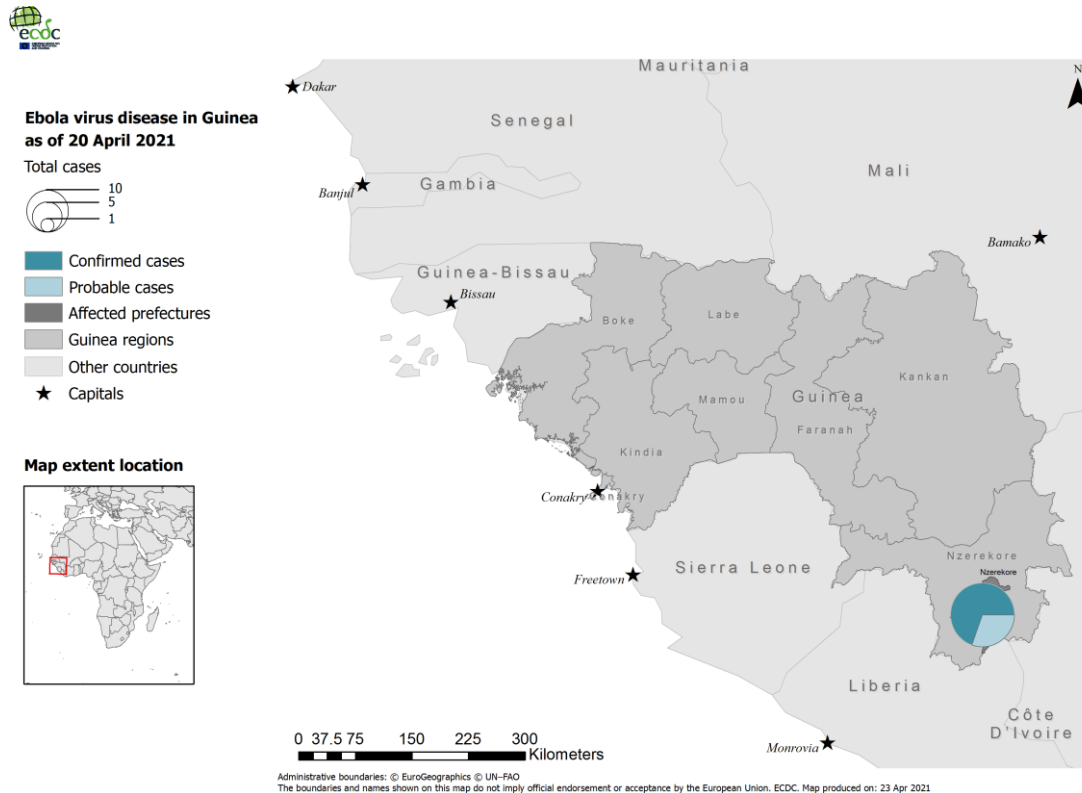 ecdc
Ebola virus disease in Guinea
as of 20 April 2021
Total cases
10
5
1
Confirmed cases
Probable cases
Affected prefectures
Guinea regions
Other countries
Capitals
Map extent location
N
Mauritania
Dakar
Senegal
Mali
Banjul
Gambia
Bamako
Guinea-Bissau
Bissau
Boke
Labe
Kankan
Mamou
Guinea
Faranah
Kindia
Conakry
Conakry
Nzerekore
Nzerekore
Freetown
Sierra Leone
Liberia
Côte
D'Ivoire
Monrovia
0 37.5 75 150 225 300
Kilometers
Administrative boundaries: © EuroGeographics © UN–FAO
The boundaries and names shown on this map do not imply official endorsement or acceptance by the European Union. ECDC. Map produced on: 23 Apr 2021